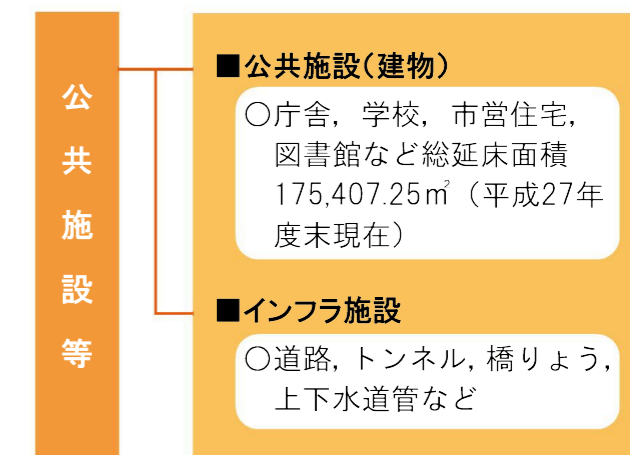 公共施設等
■公共施設(建物)
○庁舎, 学校, 市営住宅,
図書館など総延床面積
175,407.25㎡（平成27年
度末現在）
■インフラ施設
○道路, トンネル, 橋りょう,
上下水道管など